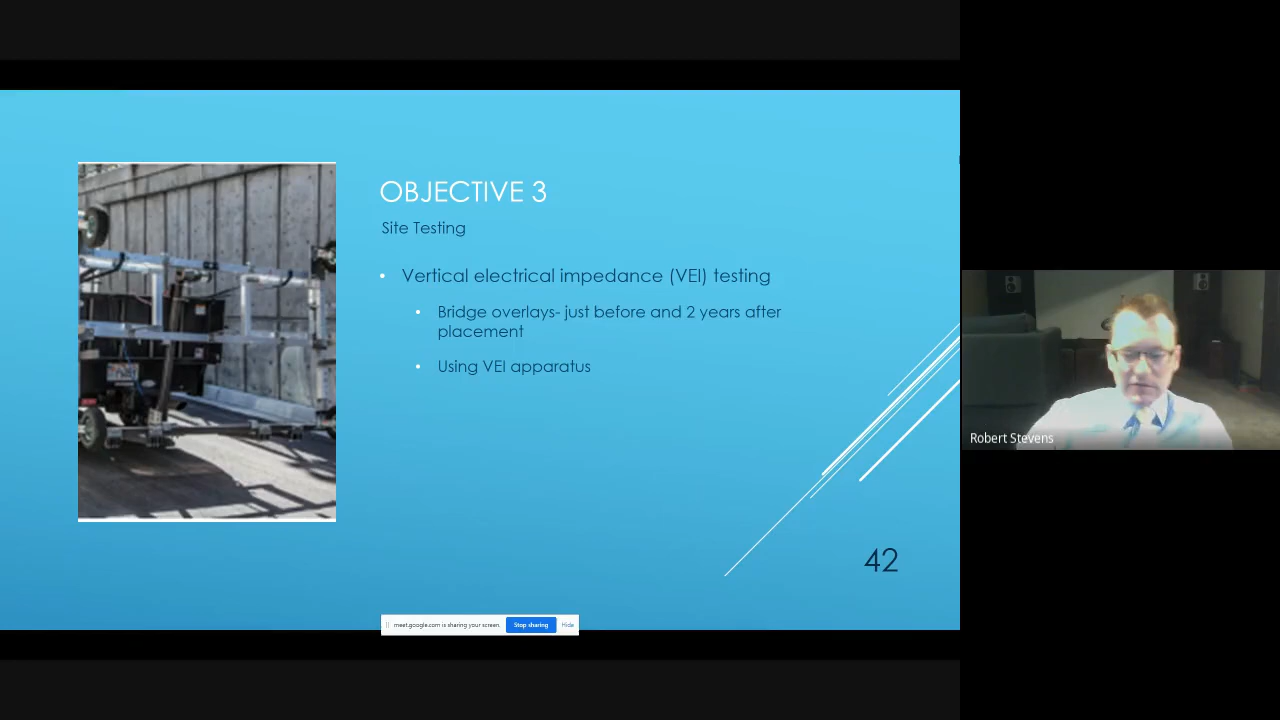 OBJECTIVE 3
Site Testing
• Vertical electrical impedance (VEI) testing
• Bridge overlays- just before and 2 years after
placement
• Using VEI apparatus
42
meet.google.com is sharing your screen.
Stop sharing
Hide
Robert Stevens